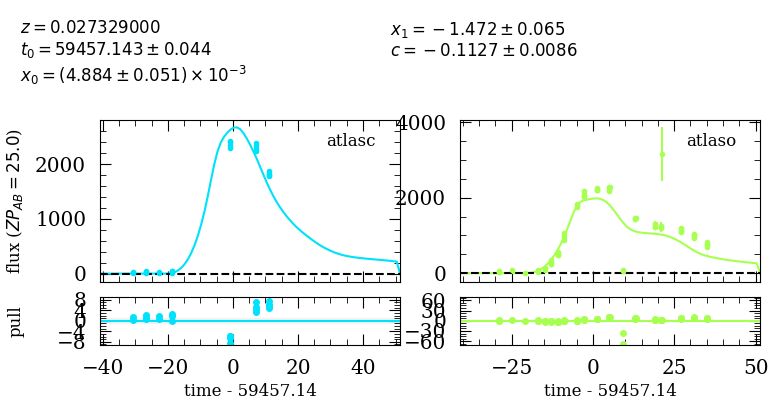 z = 0.027329000
t₀ = 59457.143 ± 0.044
x₀ = (4.884 ± 0.051) × 10⁻³
x₁ = −1.472 ± 0.065
c = −0.1127 ± 0.0086
flux (ZP_AB = 25.0)
2000
1000
0
atlasc
4000
2000
0
atlaso
pull
8
4
0
−4
−8
60
30
0
−30
−60
−40 −20 0 20 40
−25 0 25 50
time - 59457.14
time - 59457.14